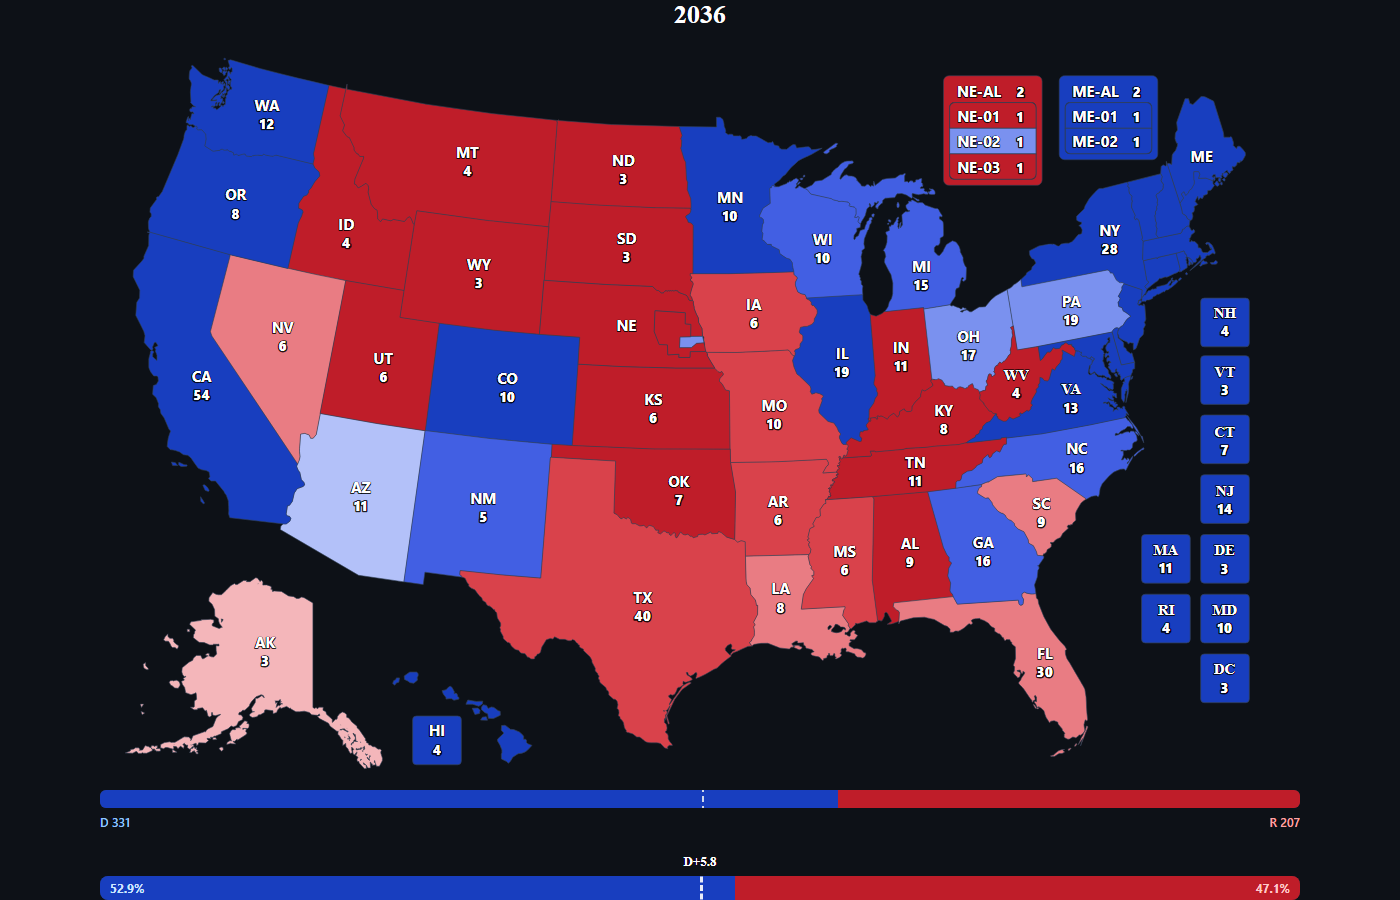 2036
NE-AL 2
NE-01 1
NE-02 1
NE-03 1
ME-AL 2
ME-01 1
ME-02 1
WA
12
OR
8
CA
54
NV
6
ID
4
MT
4
WY
3
UT
6
AZ
11
CO
10
NM
5
ND
3
SD
3
NE
KS
6
OK
7
TX
40
MN
10
IA
6
MO
10
AR
6
LA
8
WI
10
IL
19
MI
15
IN
11
OH
17
KY
8
TN
11
MS
6
AL
9
GA
16
FL
30
SC
9
NC
16
VA
13
WV
4
PA
19
NY
28
ME
NH
4
VT
3
CT
7
NJ
14
MA
11
DE
3
RI
4
MD
10
DC
3
AK
3
HI
4
D 331
R 207
D+5.8
52.9%
47.1%